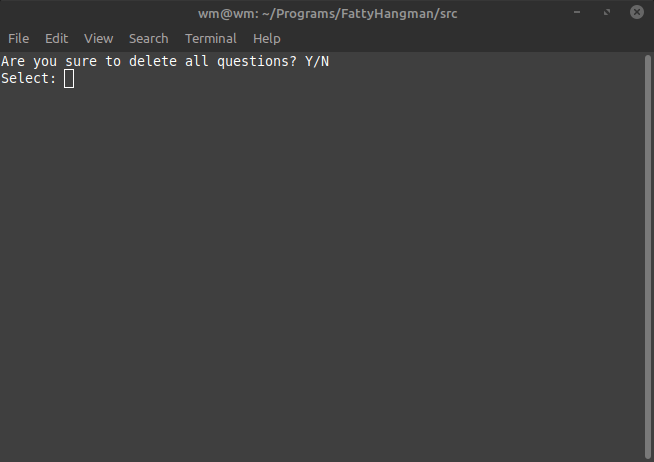 wm@wm: ~/Programs/FattyHangman/src
File Edit View Search Terminal Help
Are you sure to delete all questions? Y/N
Select: